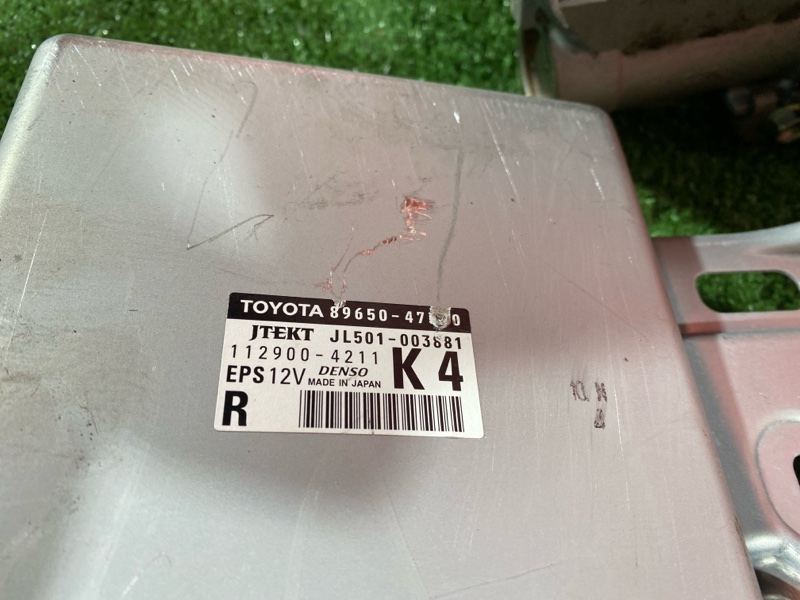 TOYOTA
JTEKT JL501-003881
112900-4211 K4
EPS 12V DENSO
MADE IN JAPAN
R